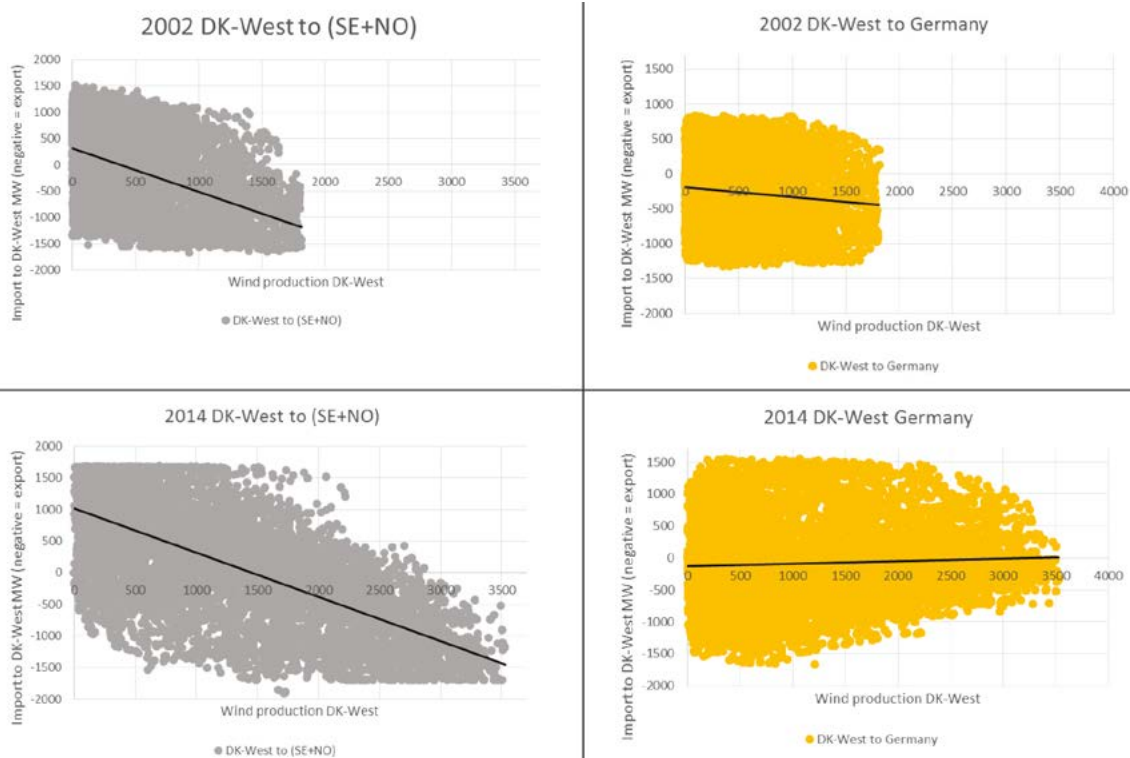 2002 DK-West to (SE+NO)
Import to DK-West MW (negative = export)
1500
1000
500
0
-500
-1000
-1500
-2000
0 500 1000 1500 2000 2500 3000 3500
Wind production DK-West
DK-West to (SE+NO)
2002 DK-West to Germany
Import to DK-West MW (negative = export)
1500
1000
500
0
-500
-1000
-1500
-2000
0 500 1000 1500 2000 2500 3000 3500 4000
Wind production DK-West
DK-West to Germany
2014 DK-West to (SE+NO)
Import to DK-West MW (negative = export)
2000
1500
1000
500
0
-500
-1000
-1500
-2000
0 500 1000 1500 2000 2500 3000 3500
Wind production DK-West
DK-West to (SE+NO)
2014 DK-West Germany
Import to DK-West MW (negative = export)
1500
1000
500
0
-500
-1000
-1500
-2000
0 500 1000 1500 2000 2500 3000 3500 4000
Wind production DK-West
DK-West to Germany